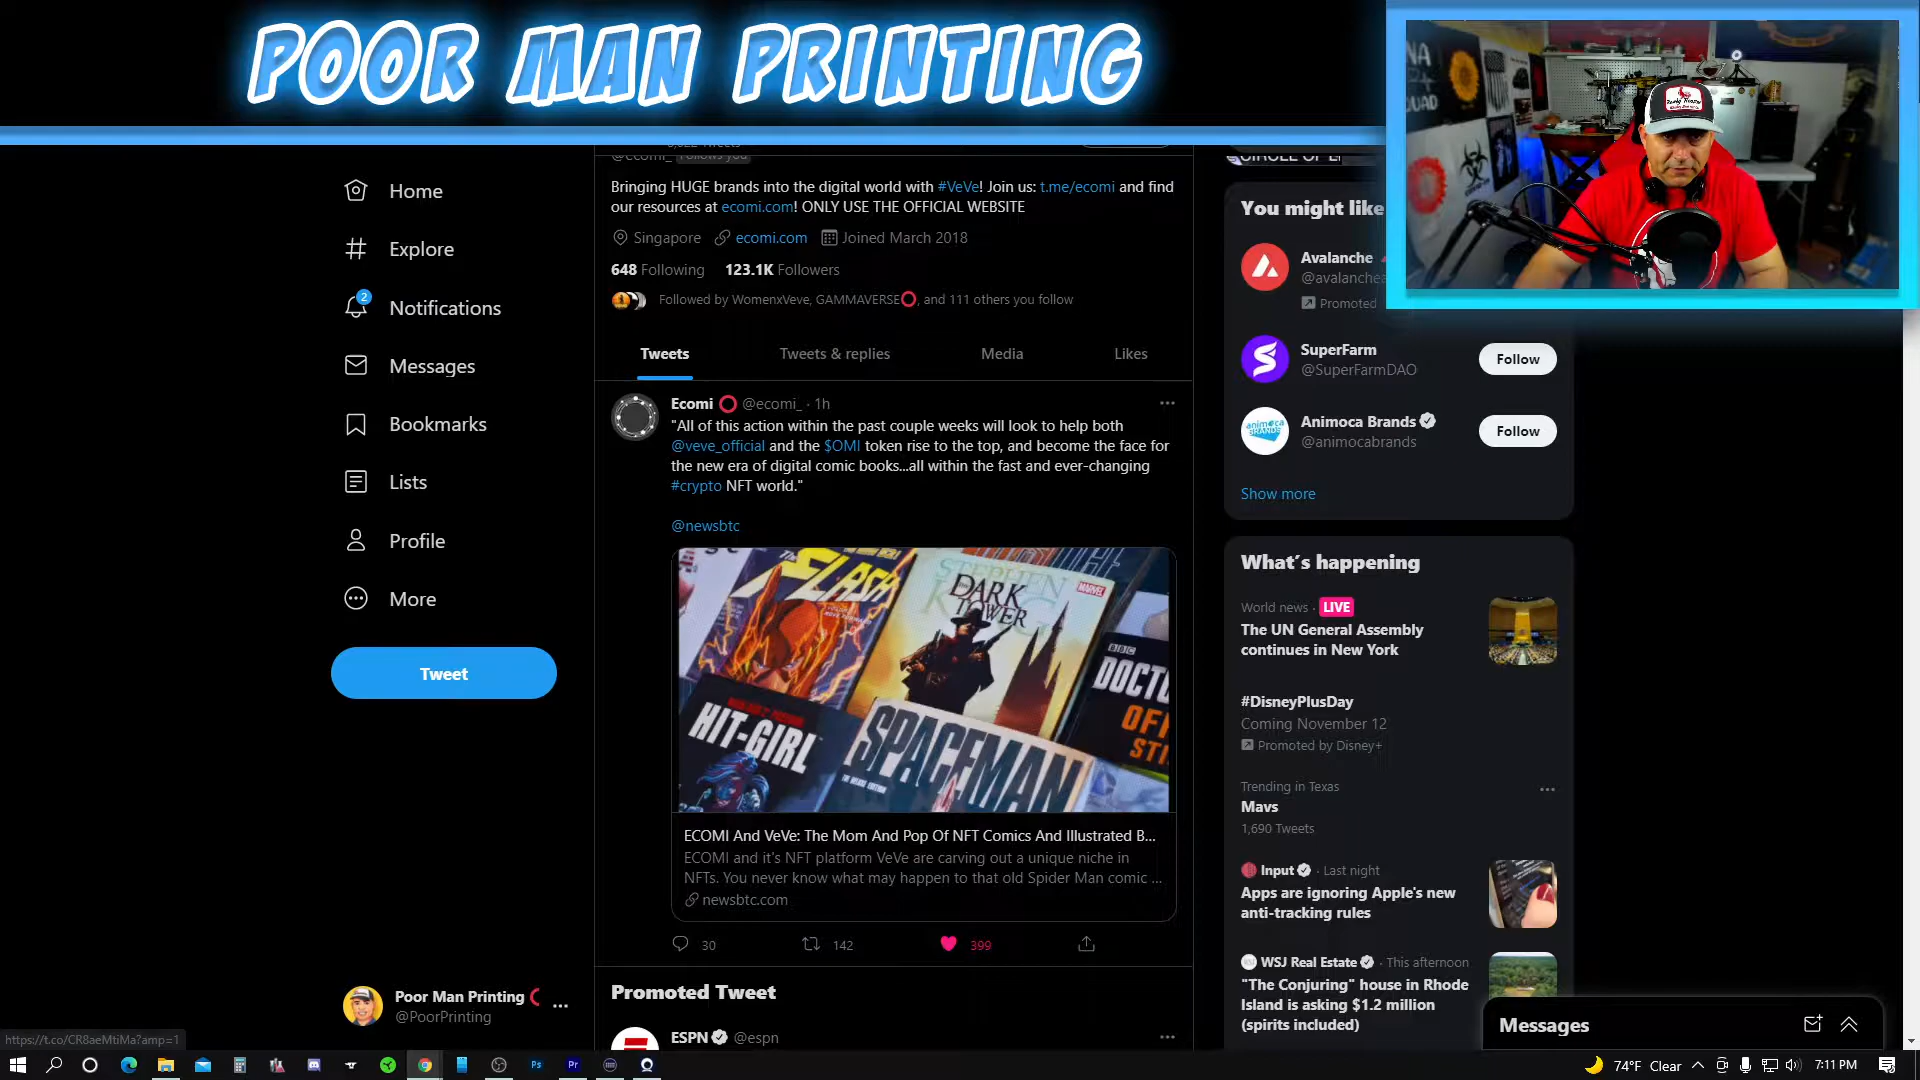 POOR MAN PRINTING
@ecomi_ Follows you
Bringing HUGE brands into the digital world with #VeVe! Join us: t.me/ecomi and find
our resources at ecomi.com! ONLY USE THE OFFICIAL WEBSITE
Singapore ecomi.com Joined March 2018
648 Following 123.1K Followers
Followed by WomenxVeve, GAMMAVERSE, and 111 others you follow
Tweets Tweets & replies Media Likes
Ecomi @ecomi_ · 1h
"All of this action within the past couple weeks will look to help both
@veve_official and the $OMI token rise to the top, and become the face for
the new era of digital comic books...all within the fast and ever-changing
#crypto NFT world."
@newsbtc
THE FLASH
STEPHEN KING
DARK TOWER
MARVEL
BBC
DOCTO
HIT-GIRL
SPACEMAN
ECOMI And VeVe: The Mom And Pop Of NFT Comics And Illustrated B...
ECOMI and it's NFT platform VeVe are carving out a unique niche in
NFTs. You never know what may happen to that old Spider Man comic ...
newsbtc.com
30 142 399
Promoted Tweet
ESPN @espn
Home
Explore
2
Notifications
Messages
Bookmarks
Lists
Profile
More
Tweet
Poor Man Printing
@PoorPrinting
https://t.co/CR8aeMtiMa?amp=1
You might like
Avalanche
@avalanchea
Promoted
SuperFarm
@SuperFarmDAO
Follow
Animoca Brands
@animocabrands
Follow
Show more
What's happening
World news · LIVE
The UN General Assembly
continues in New York
#DisneyPlusDay
Coming November 12
Promoted by Disney+
Trending in Texas
Mavs
1,690 Tweets
Input · Last night
Apps are ignoring Apple's new
anti-tracking rules
WSJ Real Estate · This afternoon
"The Conjuring" house in Rhode
Island is asking $1.2 million
(spirits included)
Messages
74°F Clear 7:11 PM